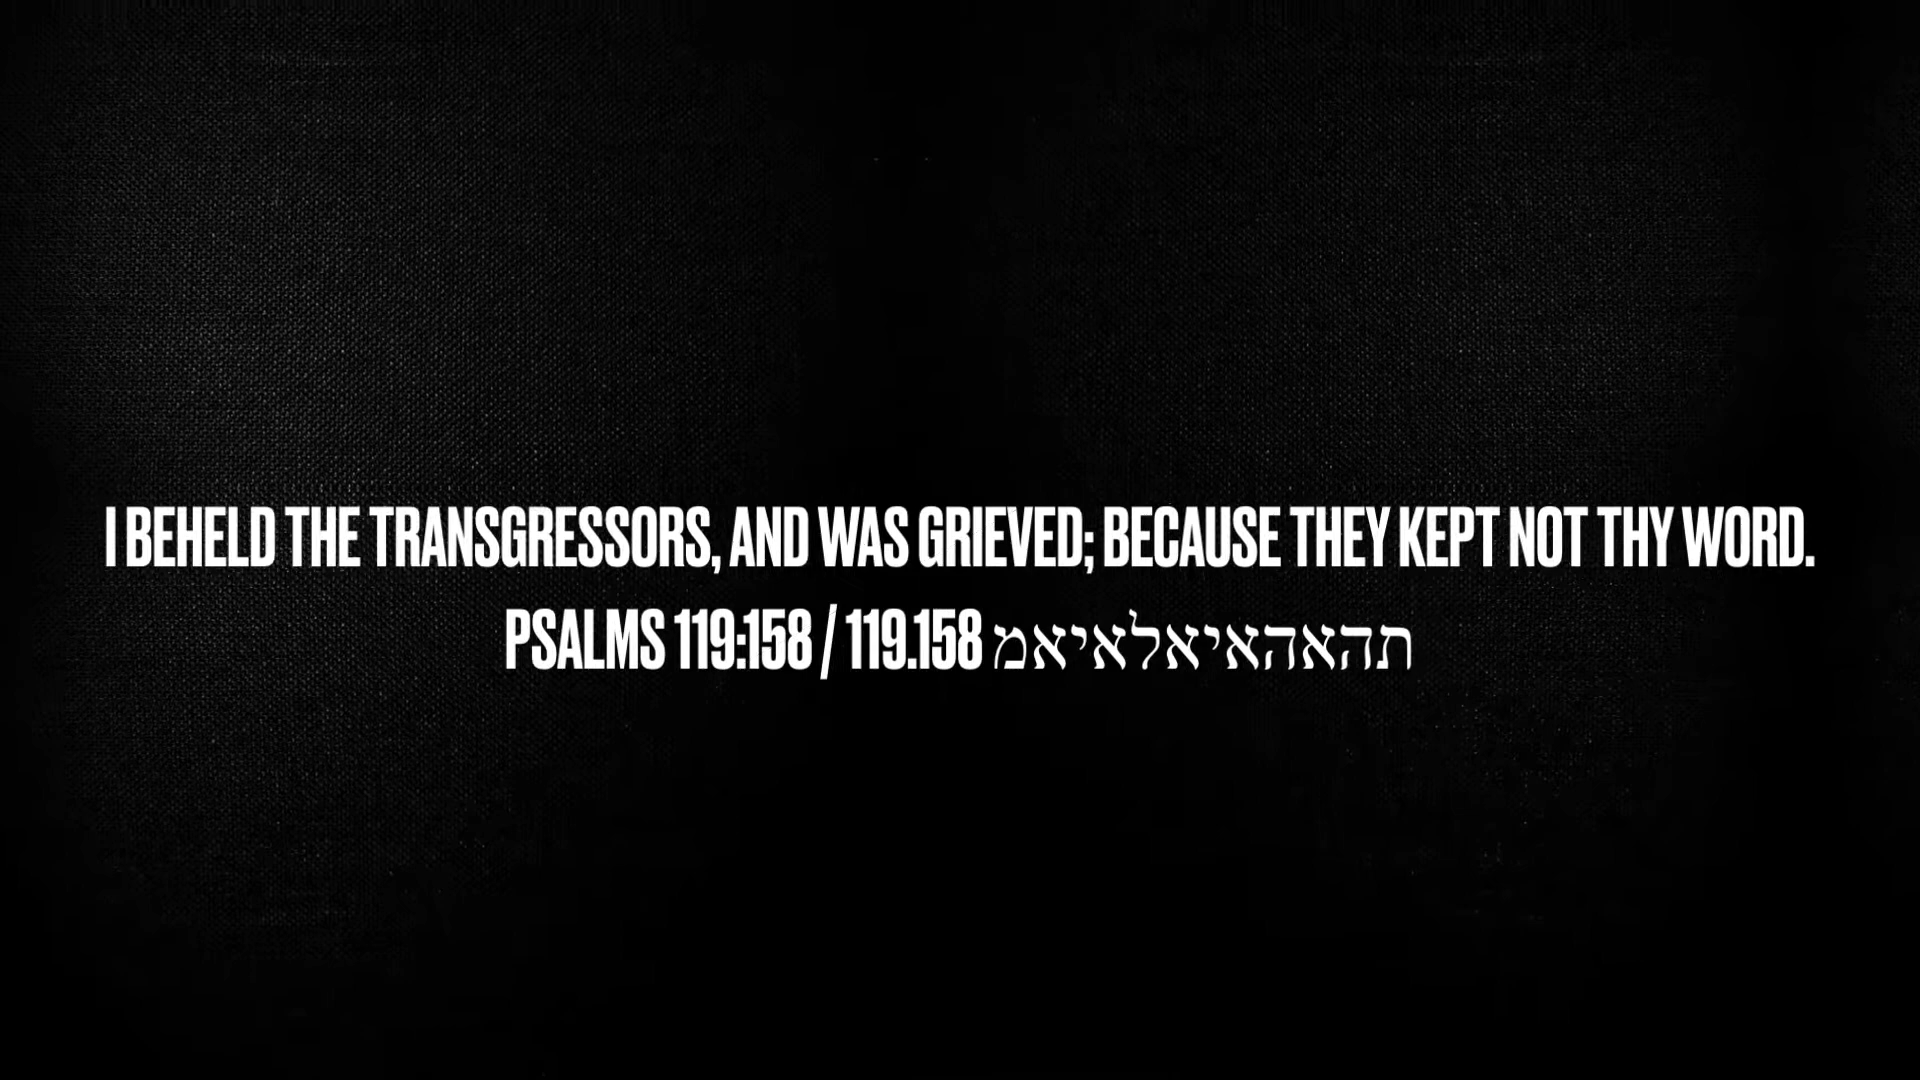 I BEHELD THE TRANSGRESSORS, AND WAS GRIEVED; BECAUSE THEY KEPT NOT THY WORD.
PSALMS 119:158 / 119.158 תהאהאיאלאיאמ